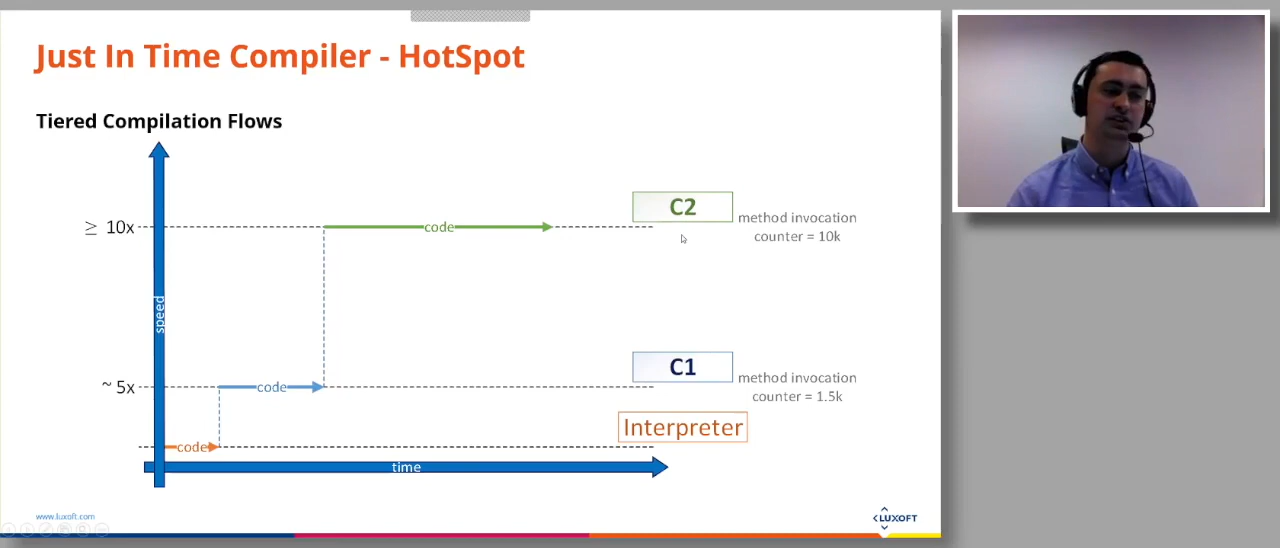 Just In Time Compiler - HotSpot
Tiered Compilation Flows
≥ 10x
code
C2
method invocation
counter = 10k
speed
~ 5x
code
C1
method invocation
counter = 1.5k
Interpreter
code
time
www.luxoft.com
LUXOFT